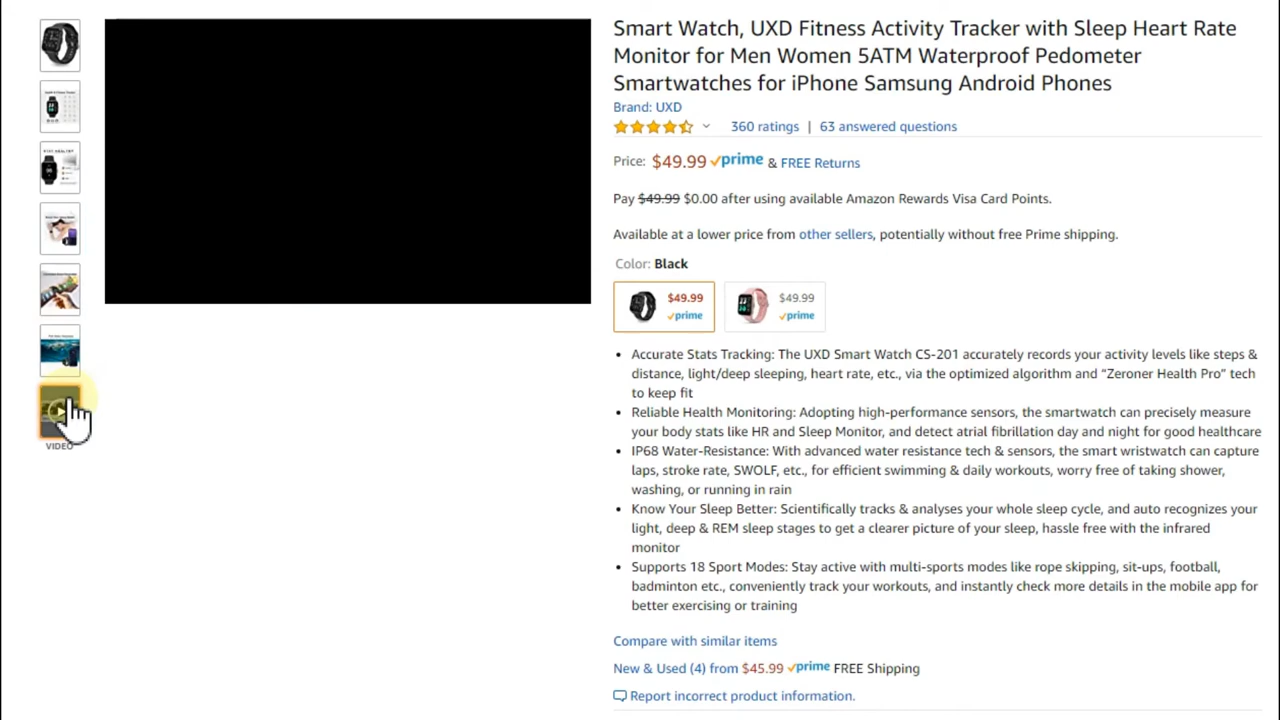 Smart Watch, UXD Fitness Activity Tracker with Sleep Heart Rate
Monitor for Men Women 5ATM Waterproof Pedometer
Smartwatches for iPhone Samsung Android Phones
Brand: UXD
360 ratings | 63 answered questions
Price: $49.99 prime & FREE Returns
Pay $49.99 $0.00 after using available Amazon Rewards Visa Card Points.
Available at a lower price from other sellers, potentially without free Prime shipping.
Color: Black
$49.99 prime
$49.99 prime
• Accurate Stats Tracking: The UXD Smart Watch CS-201 accurately records your activity levels like steps &
distance, light/deep sleeping, heart rate, etc., via the optimized algorithm and “Zeroner Health Pro” tech
to keep fit
• Reliable Health Monitoring: Adopting high-performance sensors, the smartwatch can precisely measure
your body stats like HR and Sleep Monitor, and detect atrial fibrillation day and night for good healthcare
• IP68 Water-Resistance: With advanced water resistance tech & sensors, the smart wristwatch can capture
laps, stroke rate, SWOLF, etc., for efficient swimming & daily workouts, worry free of taking shower,
washing, or running in rain
• Know Your Sleep Better: Scientifically tracks & analyses your whole sleep cycle, and auto recognizes your
light, deep & REM sleep stages to get a clearer picture of your sleep, hassle free with the infrared
monitor
• Supports 18 Sport Modes: Stay active with multi-sports modes like rope skipping, sit-ups, football,
badminton etc., conveniently track your workouts, and instantly check more details in the mobile app for
better exercising or training
Compare with similar items
New & Used (4) from $45.99 prime FREE Shipping
Report incorrect product information.
VIDEO